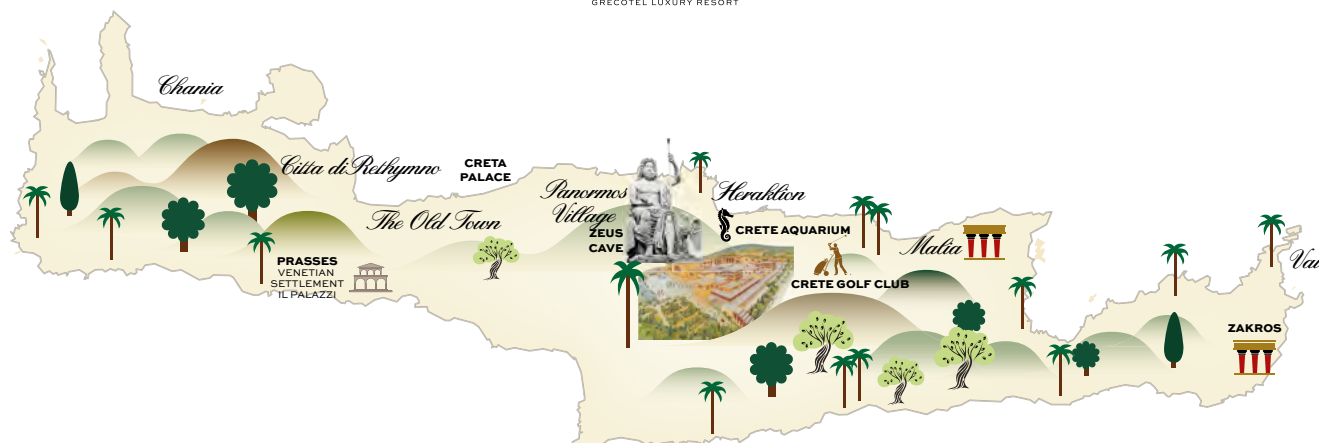 GRECOTEL LUXURY RESORT
Chania
Citta di Rethymno
CRETA
PALACE
The Old Town
Panormos
Village
ZEUS
CAVE
Heraklion
CRETE AQUARIUM
Malia
CRETE GOLF CLUB
PRASSES
VENETIAN
SETTLEMENT
IL PALAZZI
Vai
ZAKROS